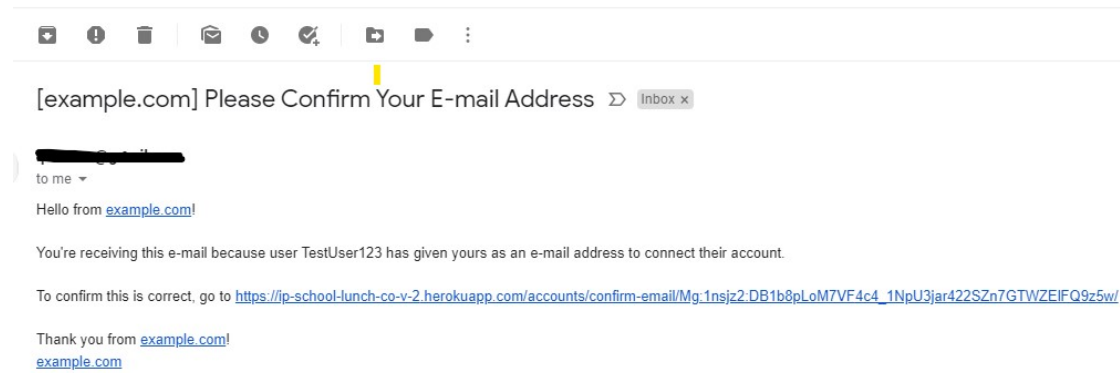 [example.com] Please Confirm Your E-mail Address Inbox x
to me
Hello from example.com!
You're receiving this e-mail because user TestUser123 has given yours as an e-mail address to connect their account.
To confirm this is correct, go to https://ip-school-lunch-co-v-2.herokuapp.com/accounts/confirm-email/Mg:1nsjz2:DB1b8pLoM7VF4c4_1NpU3jar422SZn7GTWZEIFQ9z5w/
Thank you from example.com!
example.com